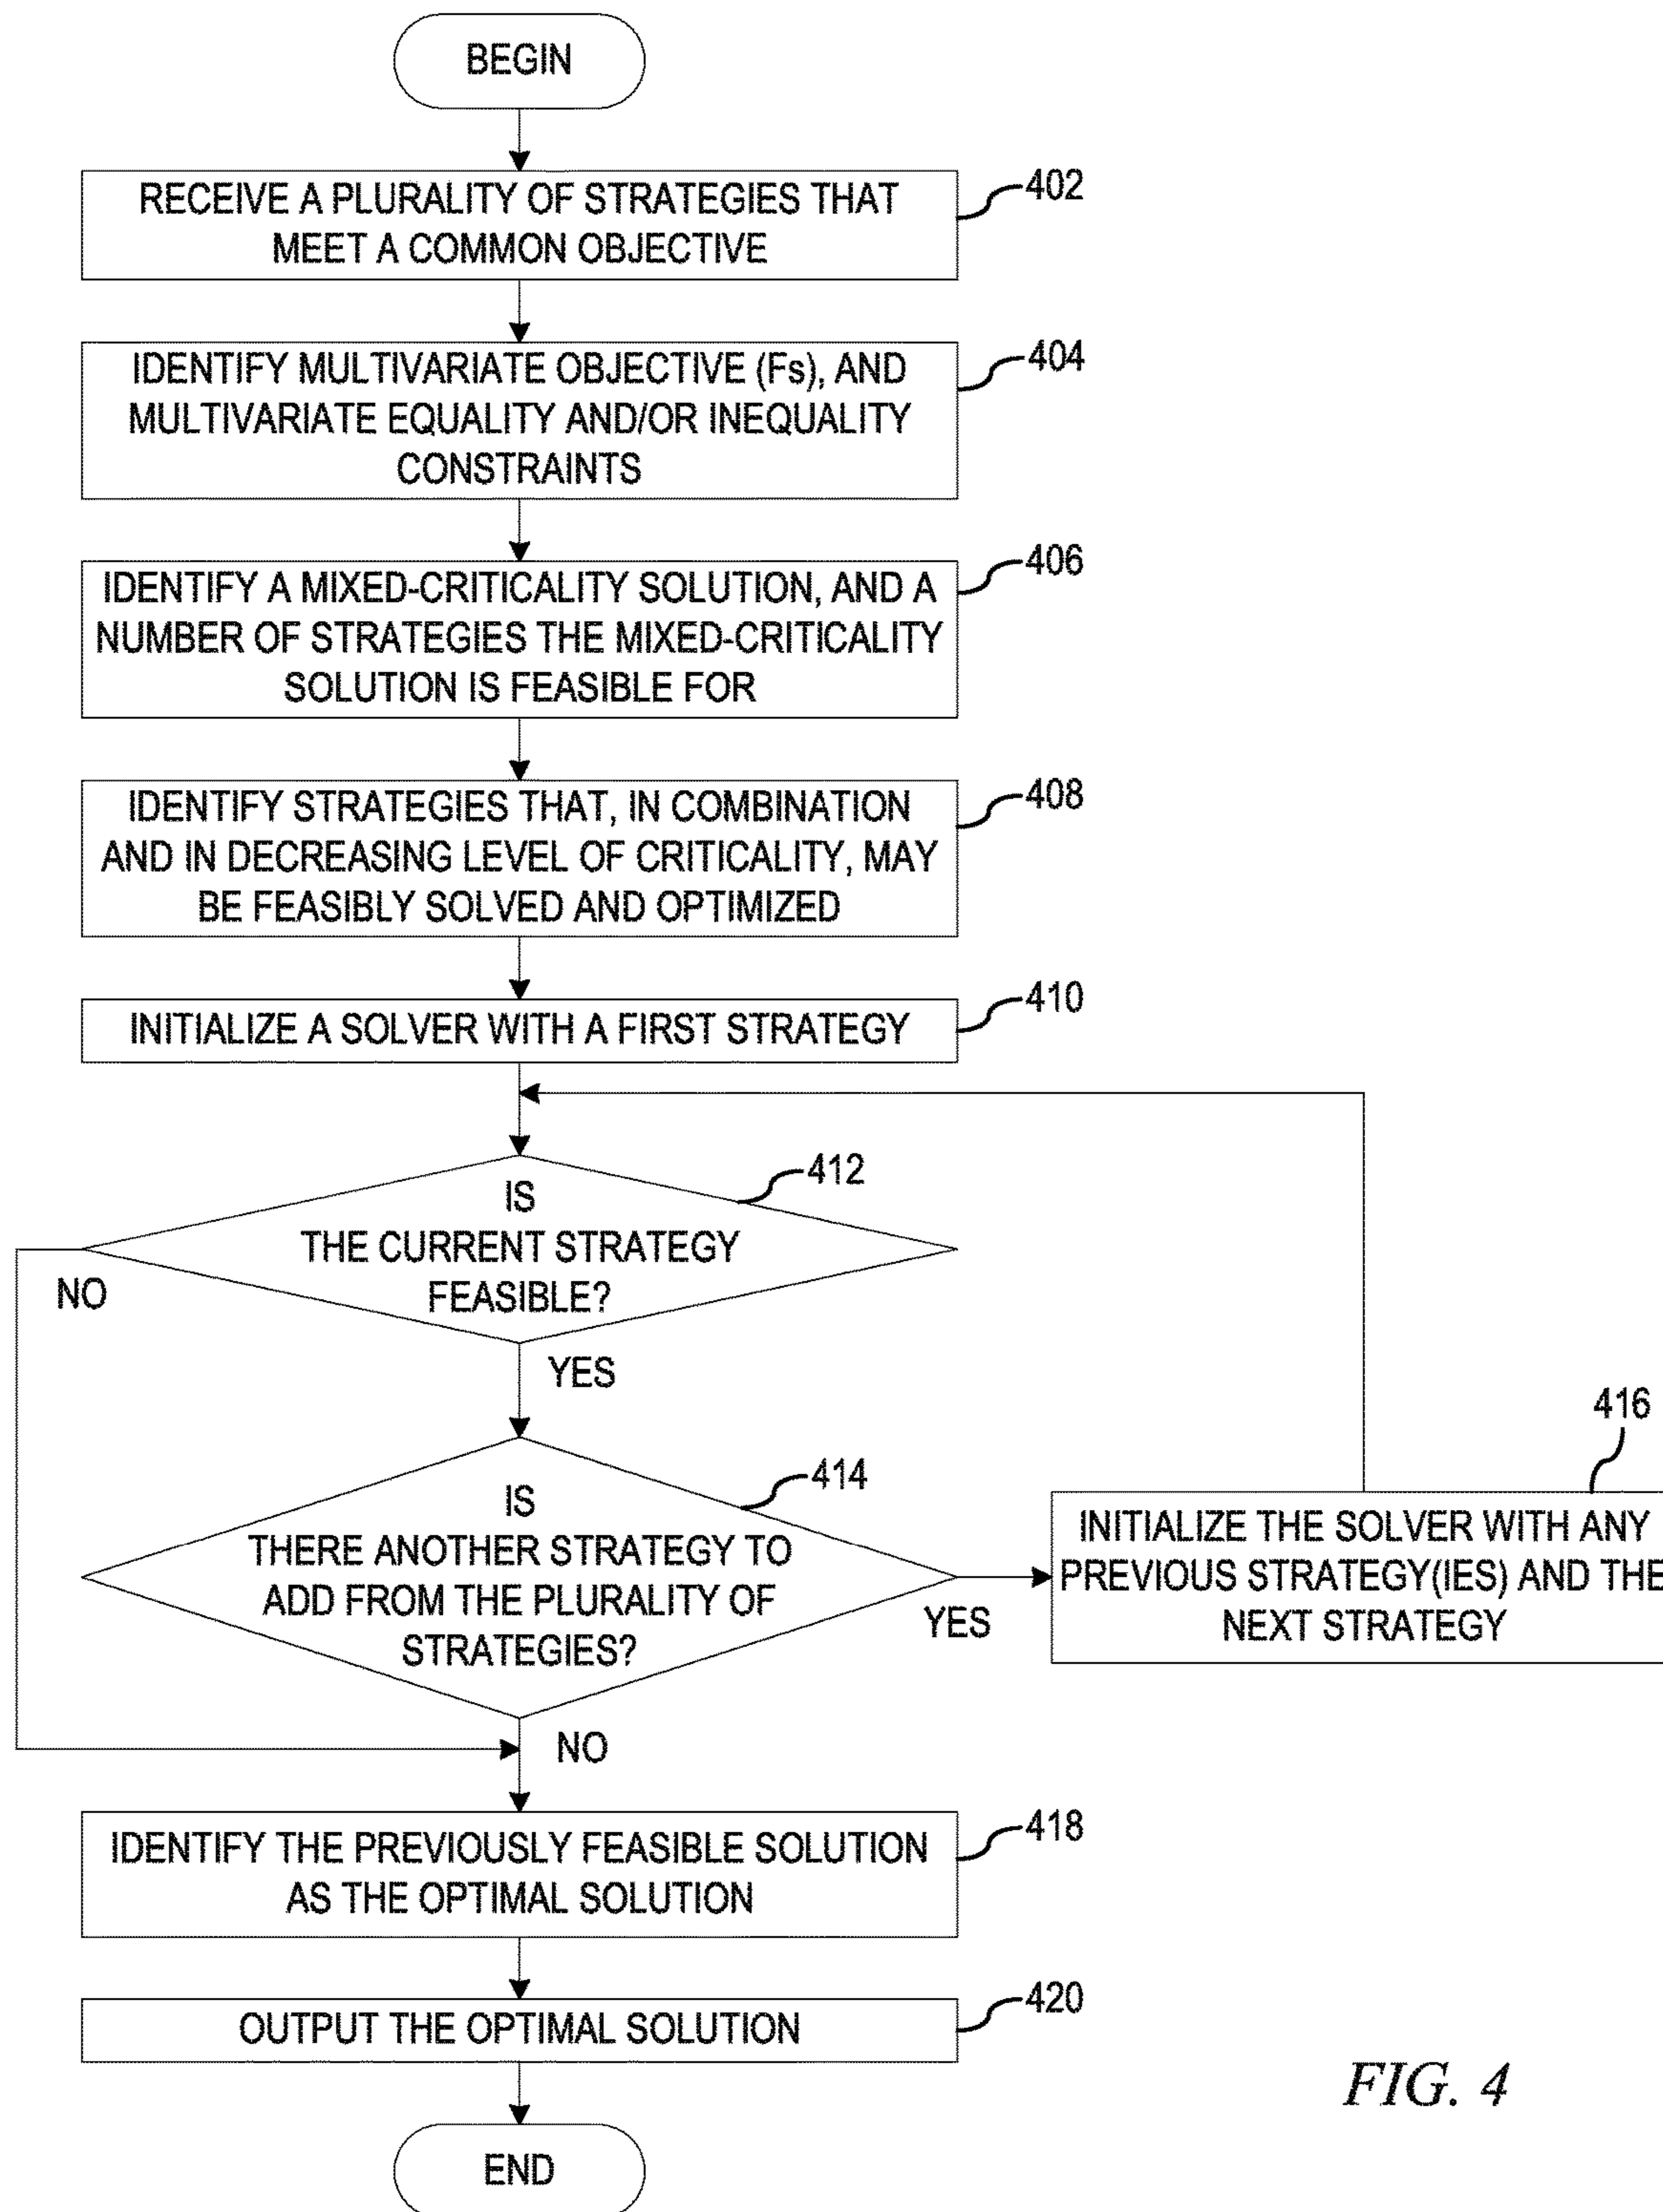 BEGIN
RECEIVE A PLURALITY OF STRATEGIES THAT
MEET A COMMON OBJECTIVE
402
IDENTIFY MULTIVARIATE OBJECTIVE (Fs), AND
MULTIVARIATE EQUALITY AND/OR INEQUALITY
CONSTRAINTS
404
IDENTIFY A MIXED-CRITICALITY SOLUTION, AND A
NUMBER OF STRATEGIES THE MIXED-CRITICALITY
SOLUTION IS FEASIBLE FOR
406
IDENTIFY STRATEGIES THAT, IN COMBINATION
AND IN DECREASING LEVEL OF CRITICALITY, MAY
BE FEASIBLY SOLVED AND OPTIMIZED
408
INITIALIZE A SOLVER WITH A FIRST STRATEGY
410
IS
THE CURRENT STRATEGY
FEASIBLE?
412
NO
YES
IS
THERE ANOTHER STRATEGY TO
ADD FROM THE PLURALITY OF
STRATEGIES?
414
YES
416
INITIALIZE THE SOLVER WITH ANY
PREVIOUS STRATEGY(IES) AND THE
NEXT STRATEGY
NO
IDENTIFY THE PREVIOUSLY FEASIBLE SOLUTION
AS THE OPTIMAL SOLUTION
418
OUTPUT THE OPTIMAL SOLUTION
420
END
FIG. 4